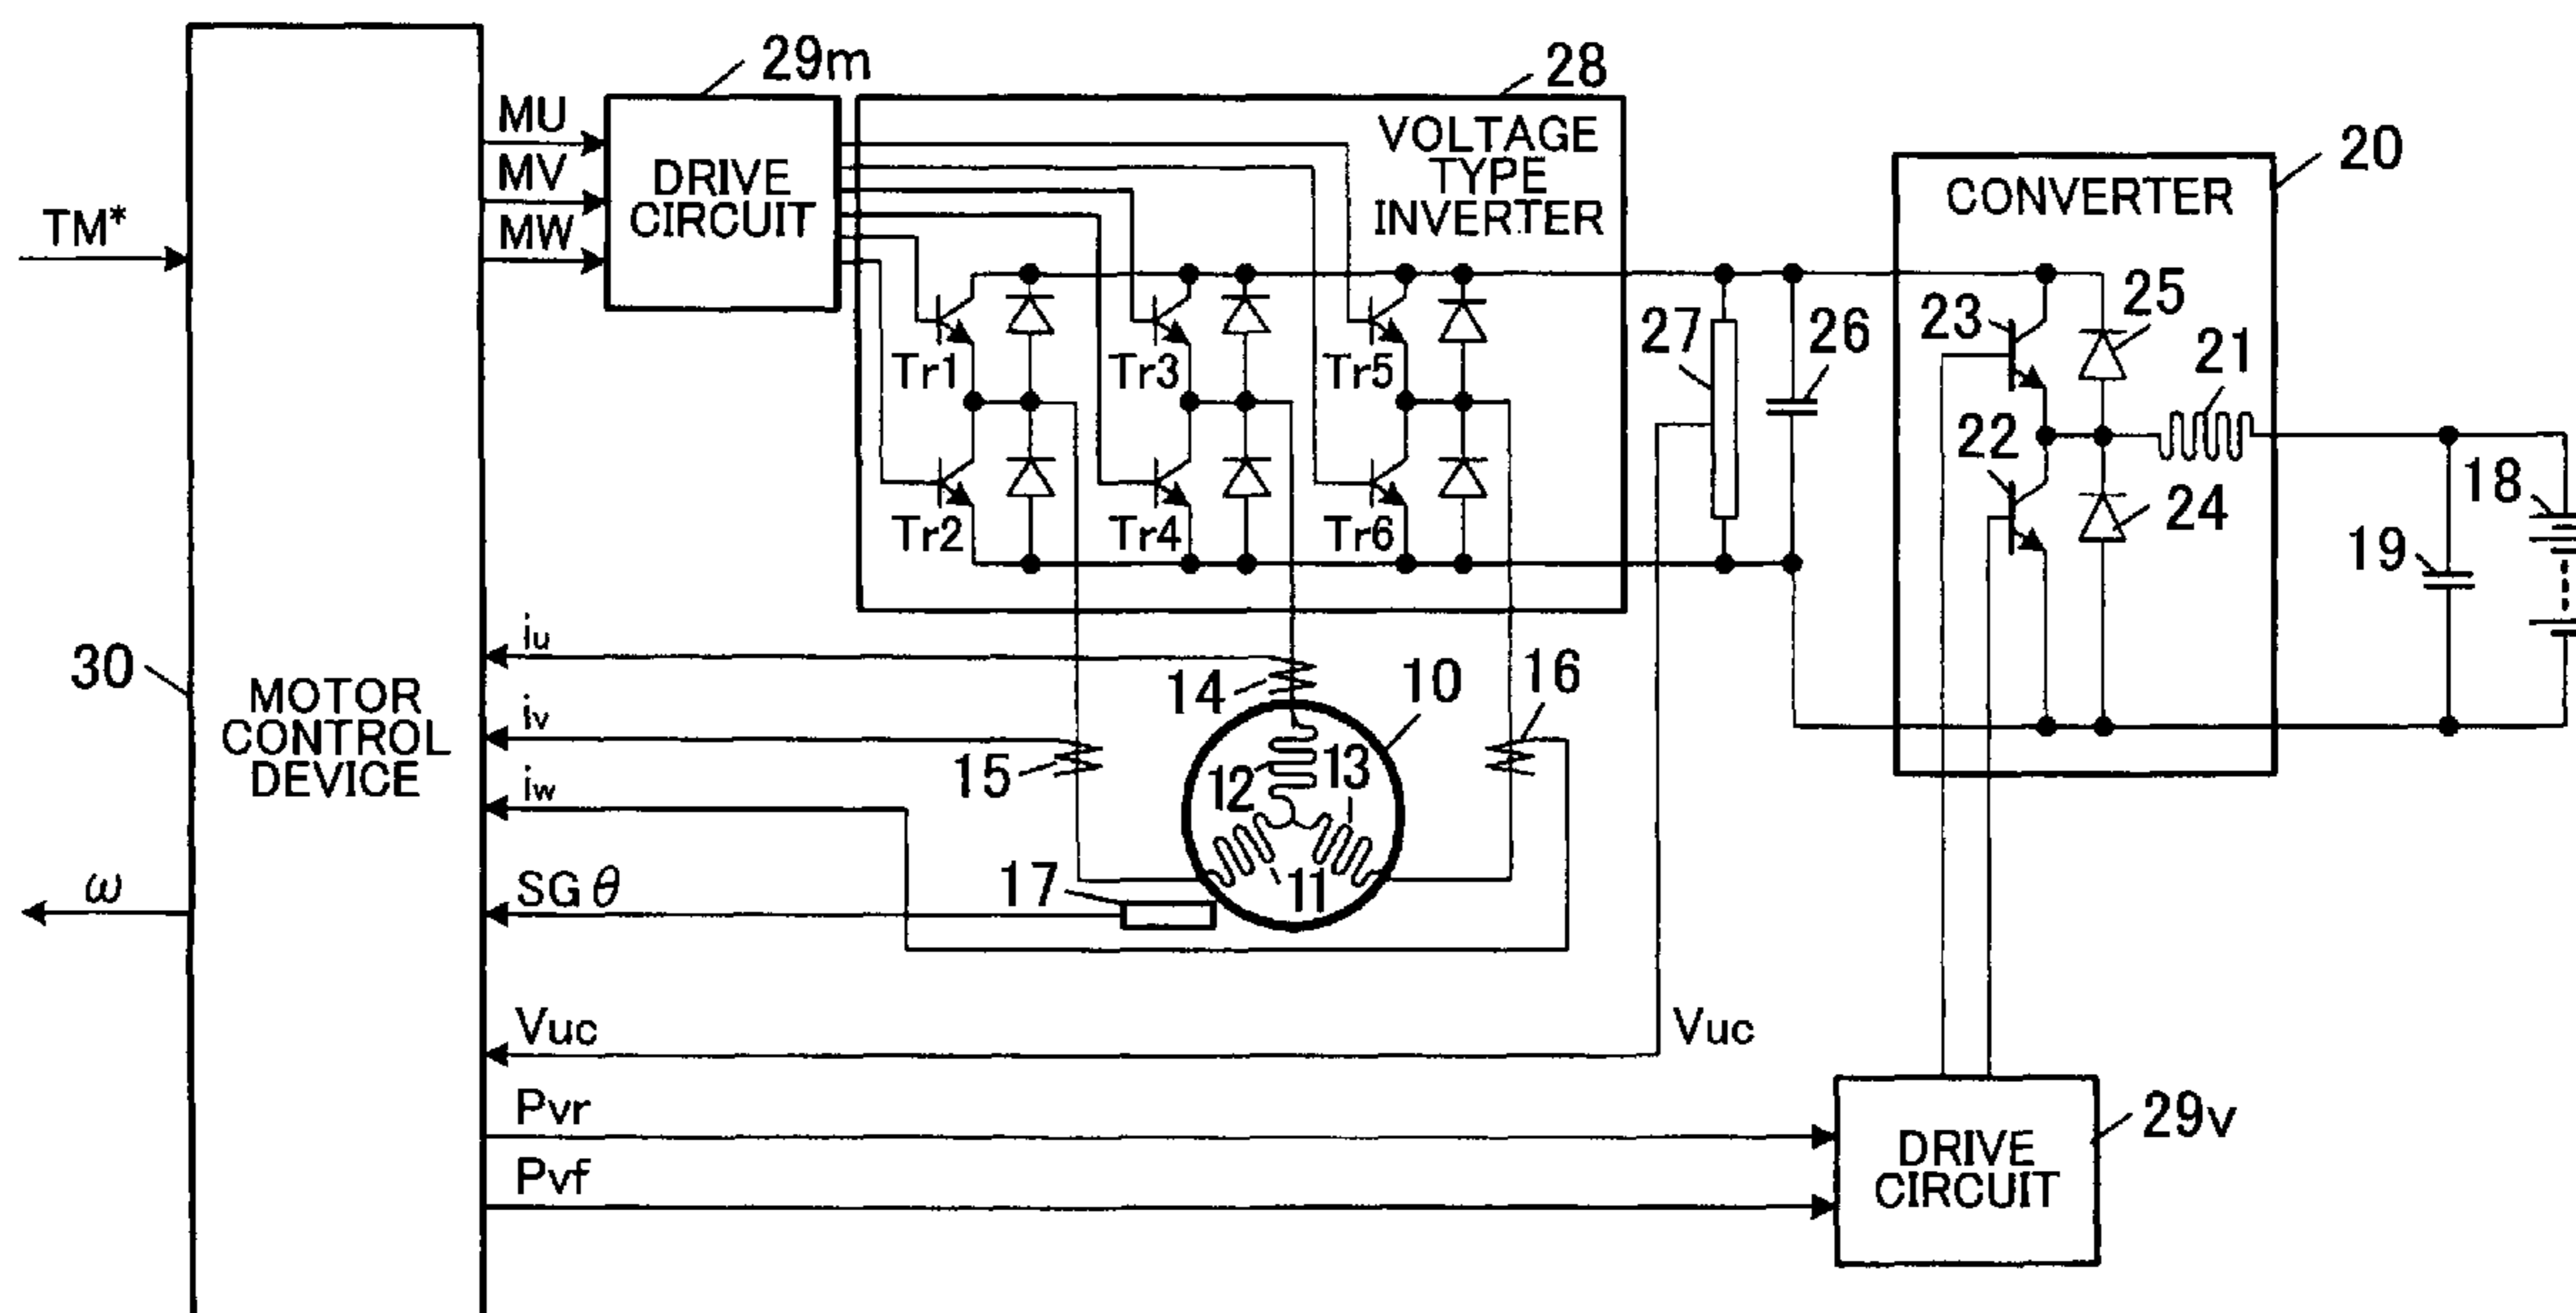 29m
28
MU
MV
MW
DRIVE
CIRCUIT
VOLTAGE
TYPE
INVERTER
20
CONVERTER
TM*
Tr1
Tr3
Tr5
Tr2
Tr4
Tr6
27
26
23
25
21
22
24
18
19
30
MOTOR
CONTROL
DEVICE
iu
iv
iw
14
10
16
15
12
13
11
17
ω
SGθ
Vuc
Vuc
Pvr
Pvf
DRIVE
CIRCUIT
29v